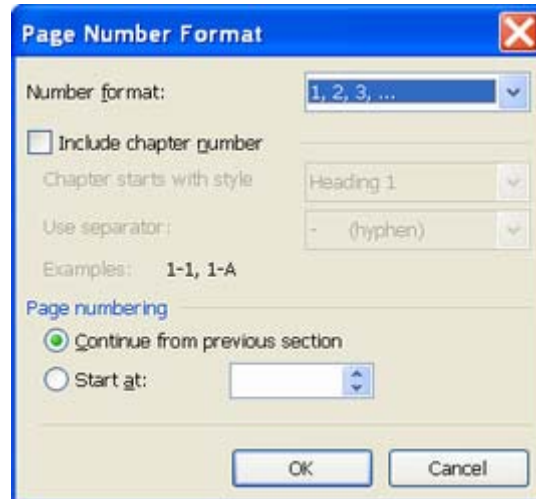 Page Number Format
Number format: 1, 2, 3, ...
Include chapter number
Chapter starts with style Heading 1
Use separator: - (hyphen)
Examples: 1-1, 1-A
Page numbering
Continue from previous section
Start at:
OK Cancel